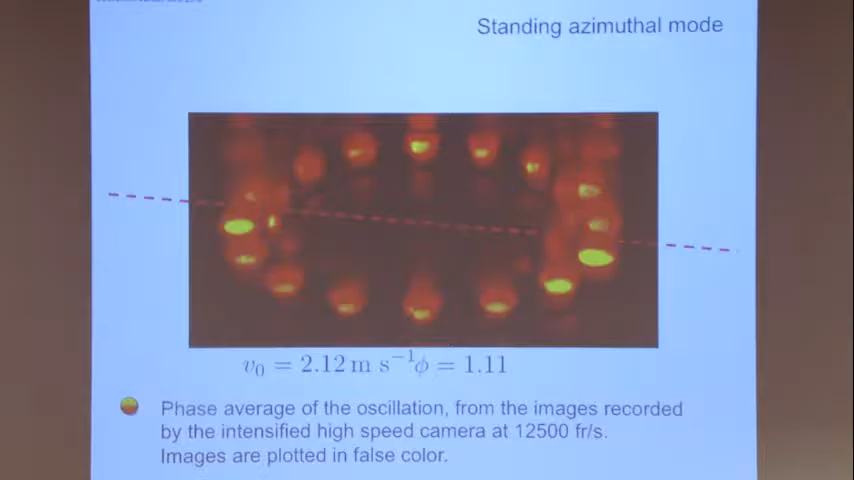 Standing azimuthal mode
v₀ = 2.12 m s⁻¹ϕ = 1.11
Phase average of the oscillation, from the images recorded
by the intensified high speed camera at 12500 fr/s.
Images are plotted in false color.